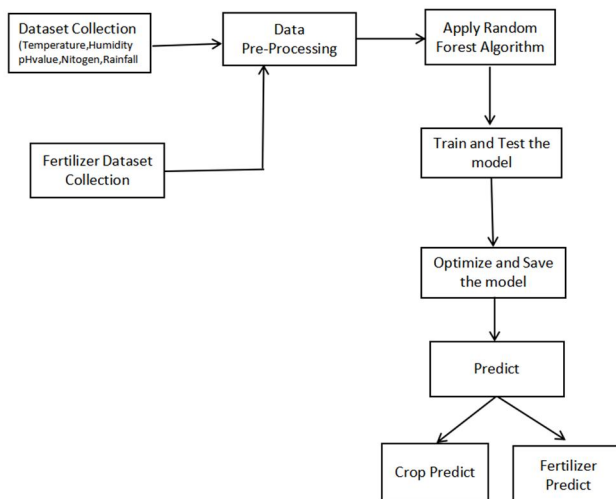 Dataset Collection
(Temperature,Humidity
pHvalue,Nitogen,Rainfall
Data
Pre-Processing
Apply Random
Forest Algorithm
Fertilizer Dataset
Collection
Train and Test the
model
Optimize and Save
the model
Predict
Crop Predict
Fertilizer
Predict